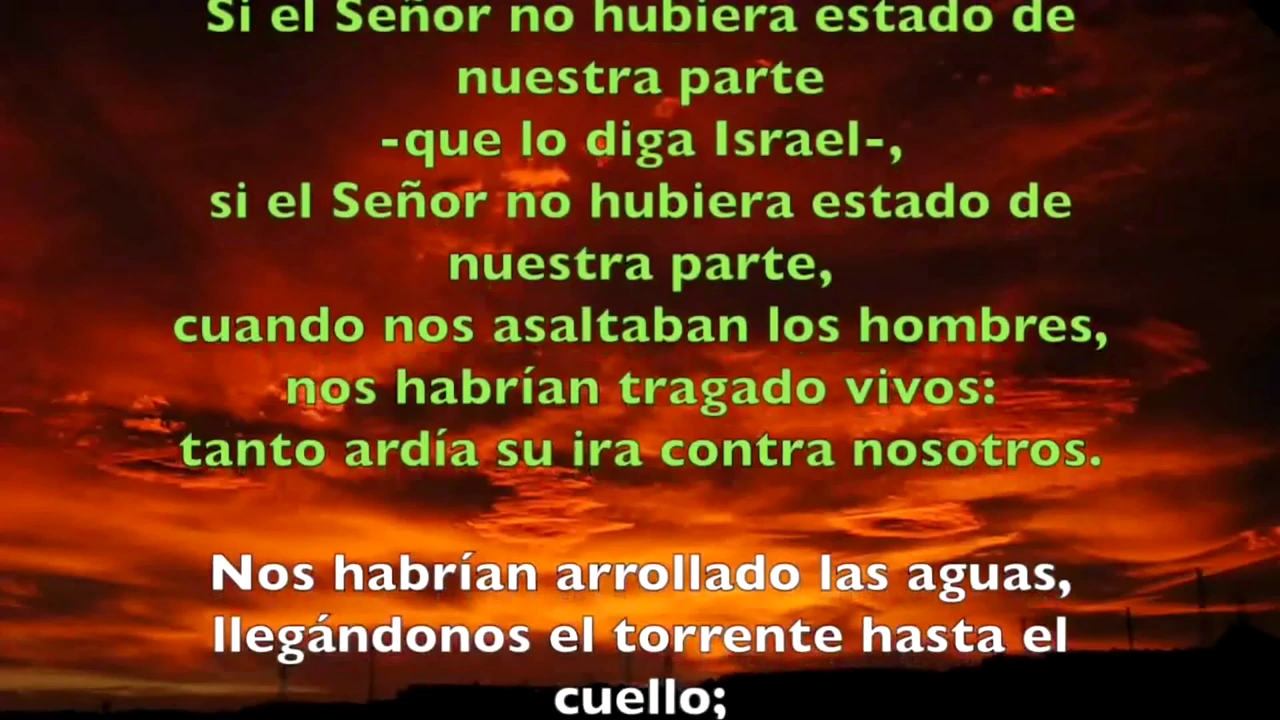 Si el Señor no hubiera estado de
nuestra parte
-que lo diga Israel-,
si el Señor no hubiera estado de
nuestra parte,
cuando nos asaltaban los hombres,
nos habrían tragado vivos:
tanto ardía su ira contra nosotros.
Nos habrían arrollado las aguas,
llegándonos el torrente hasta el
cuello;